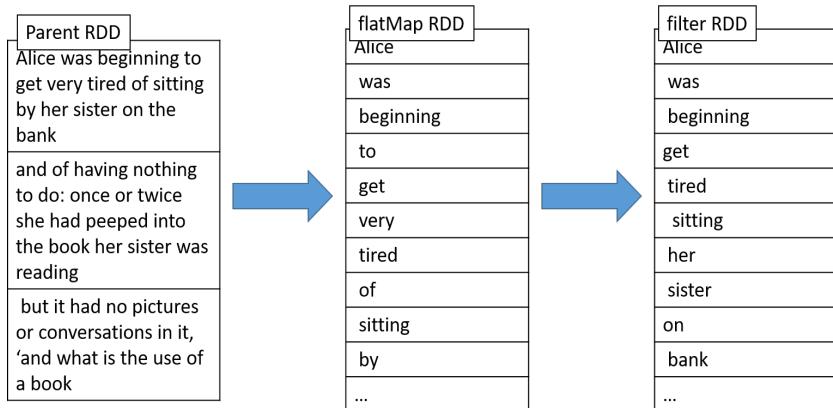 Parent RDD
Alice was beginning to
get very tired of sitting
by her sister on the
bank
and of having nothing
to do: once or twice
she had peeped into
the book her sister was
reading
but it had no pictures
or conversations in it,
‘and what is the use of
a book
flatMap RDD
Alice
was
beginning
to
get
very
tired
of
sitting
by
...
filter RDD
Alice
was
beginning
get
tired
sitting
her
sister
on
bank
...